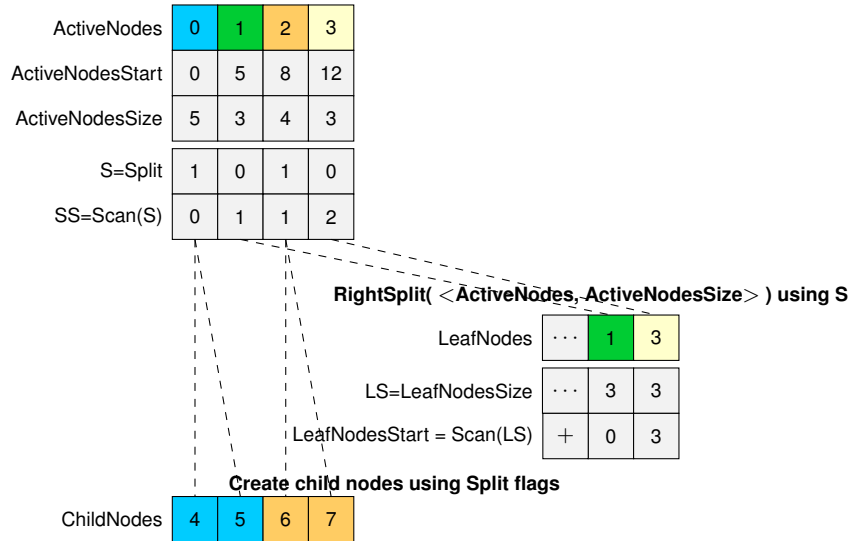 ActiveNodes 0 1 2 3
ActiveNodesStart 0 5 8 12
ActiveNodesSize 5 3 4 3
S=Split 1 0 1 0
SS=Scan(S) 0 1 1 2
RightSplit( <ActiveNodes, ActiveNodesSize> ) using S
LeafNodes ··· 1 3
LS=LeafNodesSize ··· 3 3
LeafNodesStart = Scan(LS) + 0 3
Create child nodes using Split flags
ChildNodes 4 5 6 7